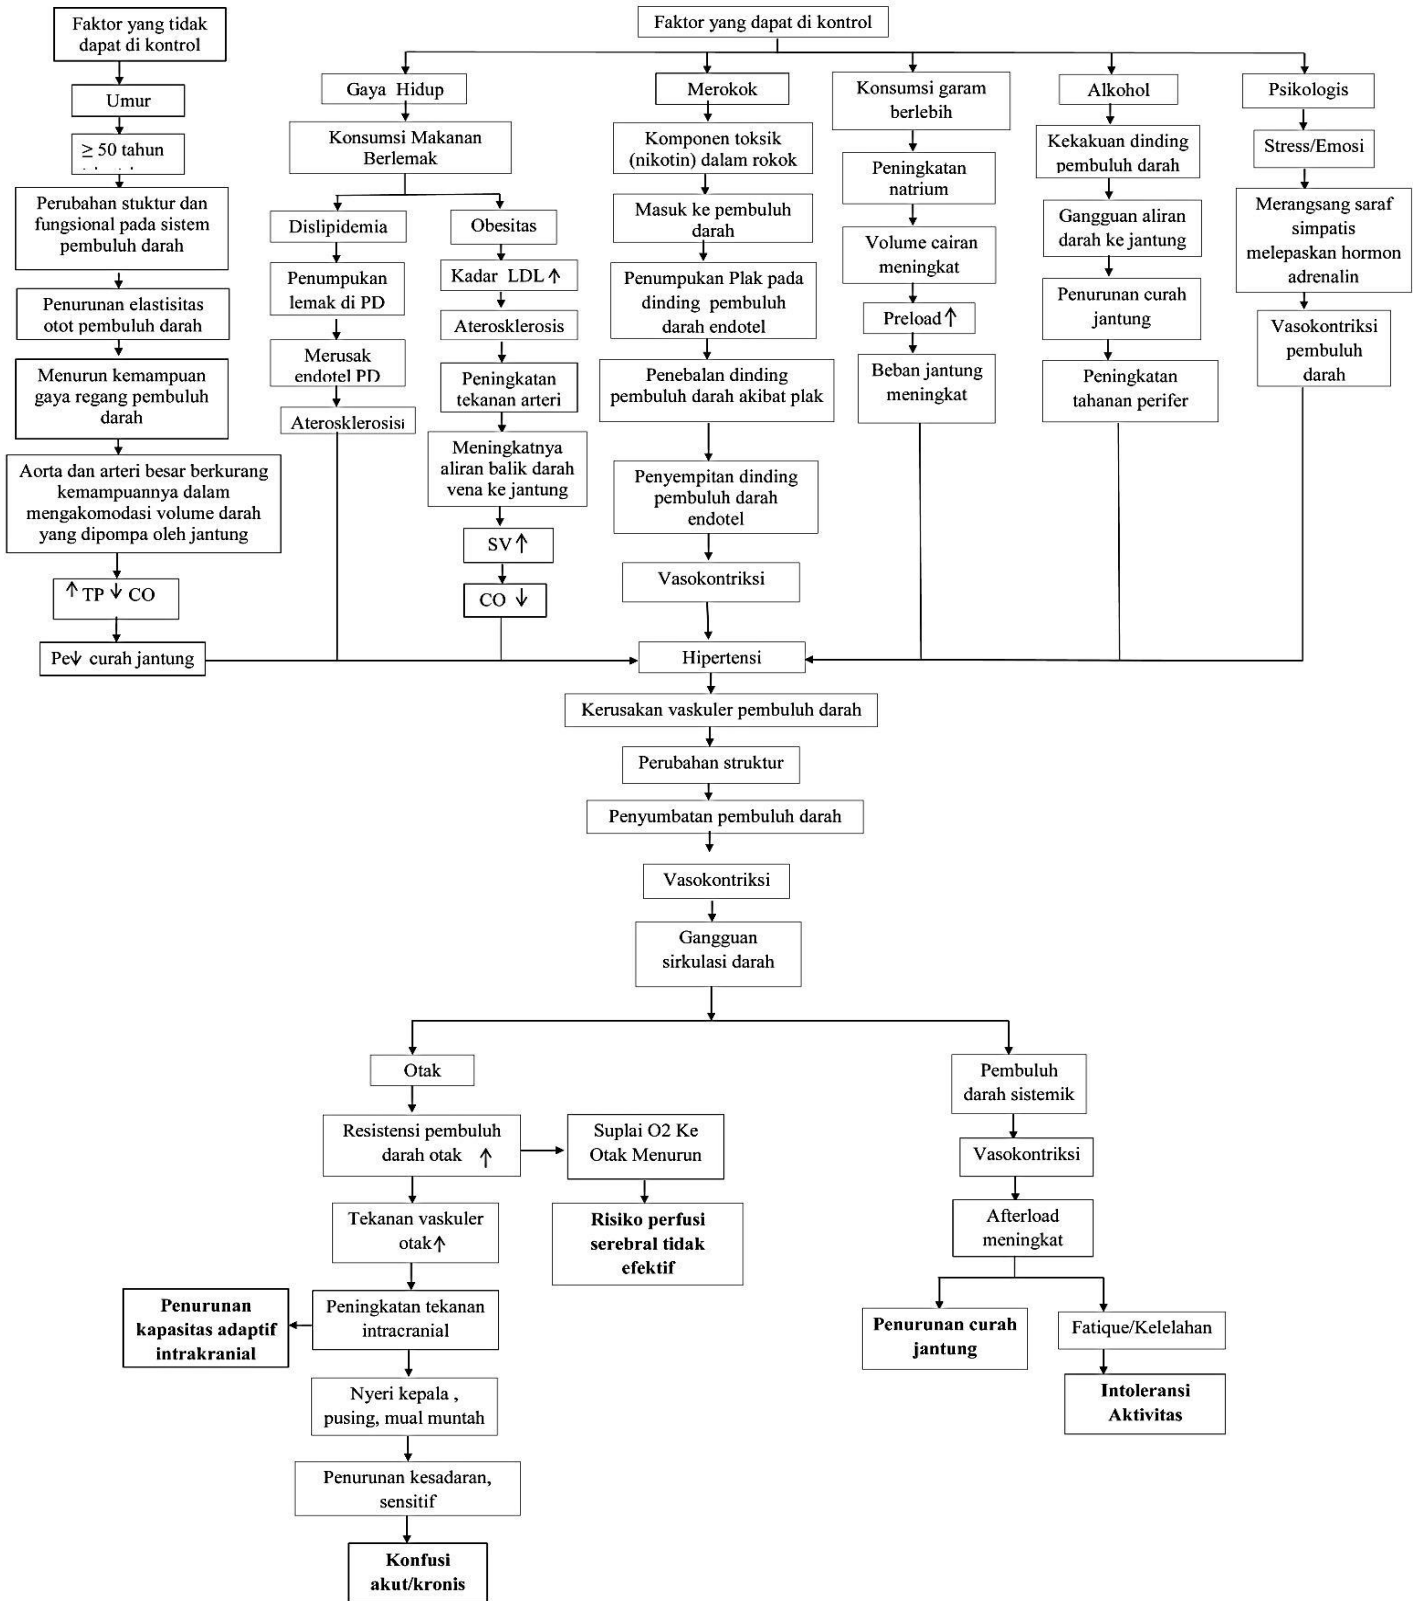 Faktor yang tidak
dapat di kontrol
Umur
≥ 50 tahun
Perubahan stuktur dan
fungsional pada sistem
pembuluh darah
Penurunan elastisitas
otot pembuluh darah
Menurun kemampuan
gaya regang pembuluh
darah
Aorta dan arteri besar berkurang
kemampuannya dalam
mengakomodasi volume darah
yang dipompa oleh jantung
↑ TP ↓ CO
Pe↓ curah jantung
Faktor yang dapat di kontrol
Gaya Hidup
Konsumsi Makanan
Berlemak
Dislipidemia
Penumpukan
lemak di PD
Merusak
endotel PD
Aterosklerosis
Obesitas
Kadar LDL ↑
Aterosklerosis
Peningkatan
tekanan arteri
Meningkatnya
aliran balik darah
vena ke jantung
SV ↑
CO ↓
Merokok
Komponen toksik
(nikotin) dalam rokok
Masuk ke pembuluh
darah
Penumpukan Plak pada
dinding pembuluh
darah endotel
Penebalan dinding
pembuluh darah akibat plak
Penyempitan dinding
pembuluh darah
endotel
Vasokontriksi
Konsumsi garam
berlebih
Peningkatan
natrium
Volume cairan
meningkat
Preload ↑
Beban jantung
meningkat
Alkohol
Kekakuan dinding
pembuluh darah
Gangguan aliran
darah ke jantung
Penurunan curah
jantung
Peningkatan
tahanan perifer
Psikologis
Stress/Emosi
Merangsang saraf
simpatis
melepaskan hormon
adrenalin
Vasokontriksi
pembuluh
darah
Hipertensi
Kerusakan vaskuler pembuluh darah
Perubahan struktur
Penyumbatan pembuluh darah
Vasokontriksi
Gangguan
sirkulasi darah
Otak
Resistensi pembuluh
darah otak ↑
Suplai O2 Ke
Otak Menurun
Risiko perfusi
serebral tidak
efektif
Tekanan vaskuler
otak ↑
Peningkatan tekanan
intracranial
Penurunan
kapasitas adaptif
intrakranial
Nyeri kepala ,
pusing, mual muntah
Penurunan kesadaran,
sensitif
Konfusi
akut/kronis
Pembuluh
darah sistemik
Vasokontriksi
Afterload
meningkat
Penurunan curah
jantung
Fatique/Kelelahan
Intoleransi
Aktivitas